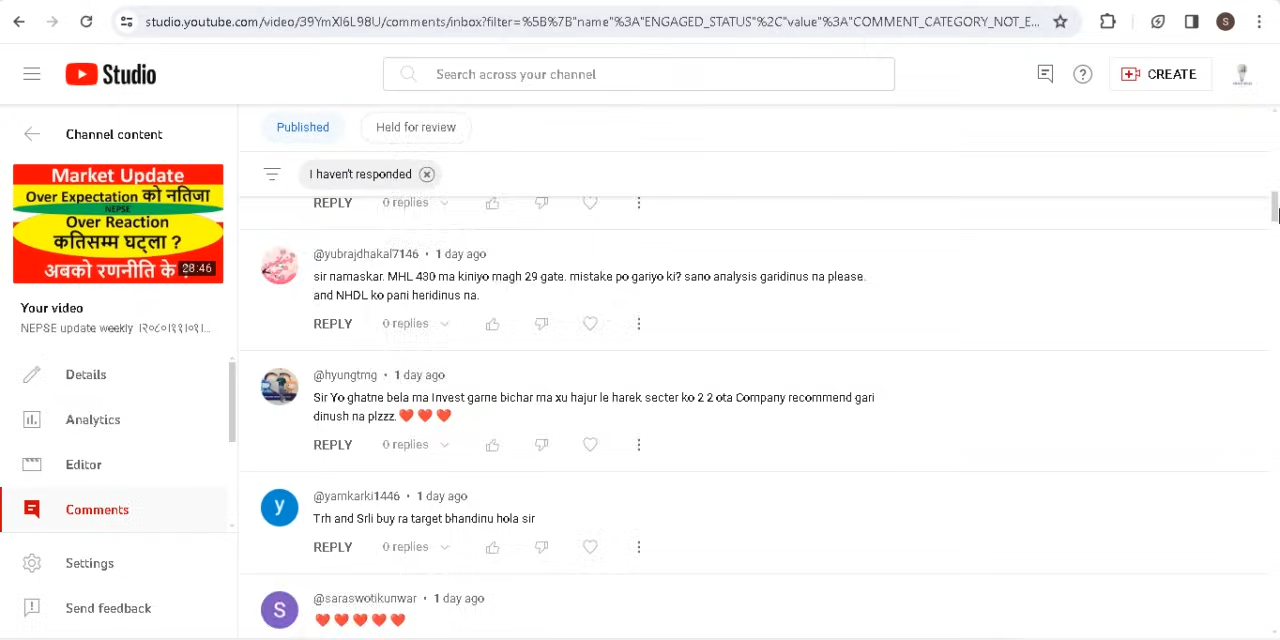 studio.youtube.com/video/39YmXl6L98U/comments/inbox?filter=%5B%7B"name"%3A"ENGAGED_STATUS"%2C"value"%3A"COMMENT_CATEGORY_NOT_E...
S
Studio
Search across your channel
CREATE
Channel content
Published
Held for review
Market Update
Over Expectation को नतिजा
NEPSE
Over Reaction
कतिसम्म घट्ला ?
अबको रणनीति के ?
28:46
I haven't responded
REPLY 0 replies
@yubrajdhakal7146 • 1 day ago
sir namaskar. MHL 430 ma kiniyo magh 29 gate. mistake po gariyo ki? sano analysis garidinus na please.
and NHDL ko pani heridinus na.
REPLY 0 replies
Your video
NEPSE update weekly ।२०८०।११।०१।...
Details
Analytics
Editor
Comments
Settings
Send feedback
@hyungtmg • 1 day ago
Sir Yo ghatne bela ma Invest garne bichar ma xu hajur le harek secter ko 2 2 ota Company recommend gari
dinush na plzzz. ❤️ ❤️ ❤️
REPLY 0 replies
y
@yamkarki1446 • 1 day ago
Trh and Srli buy ra target bhandinu hola sir
REPLY 0 replies
S
@saraswotikunwar • 1 day ago
❤️ ❤️ ❤️ ❤️ ❤️